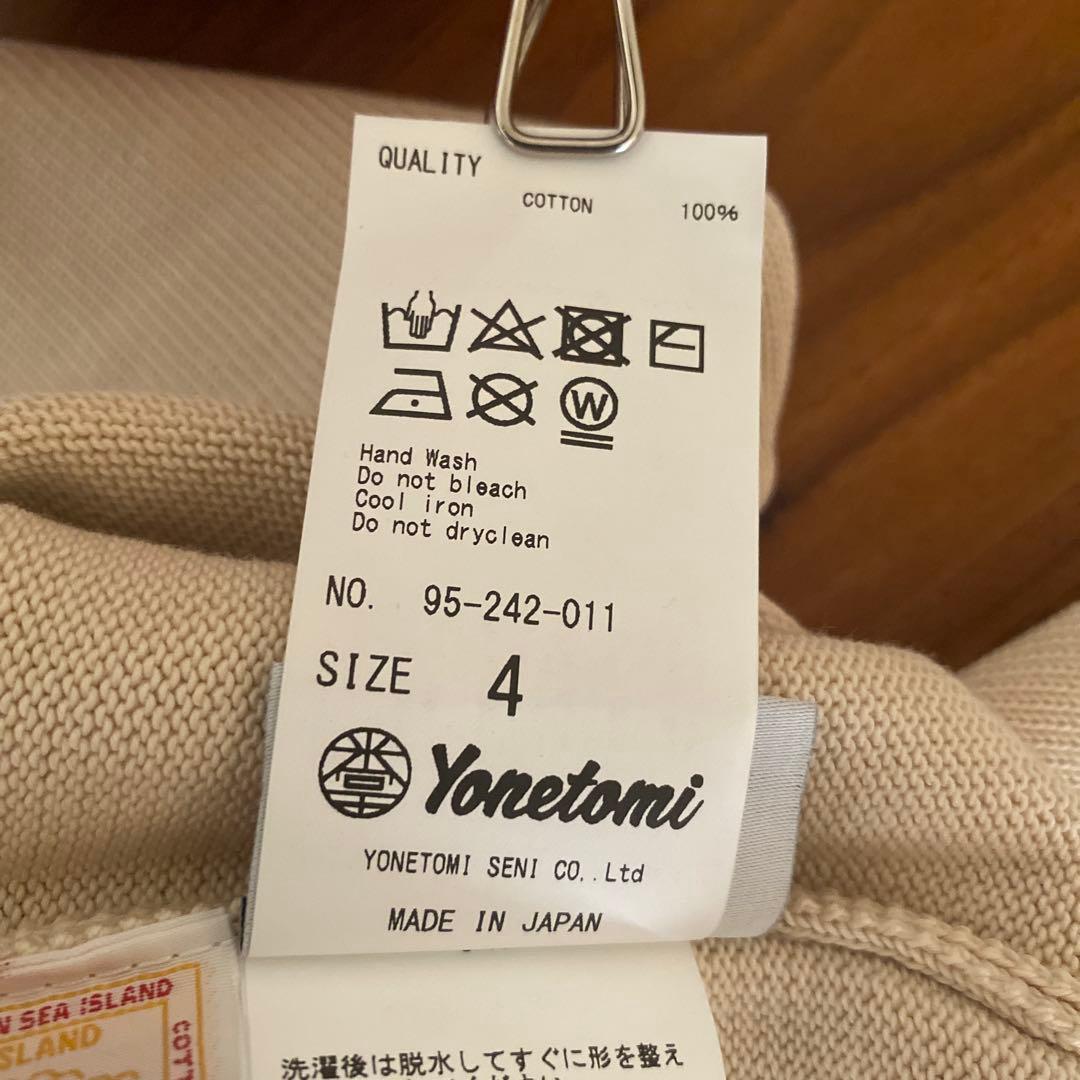 QUALITY
COTTON 100%
W
Hand Wash
Do not bleach
Cool iron
Do not dryclean
NO. 95-242-011
SIZE 4
Yonetomi
YONETOMI SENI CO..Ltd
MADE IN JAPAN
SEA ISLAND
洗濯後は脱水してすぐに形を整え